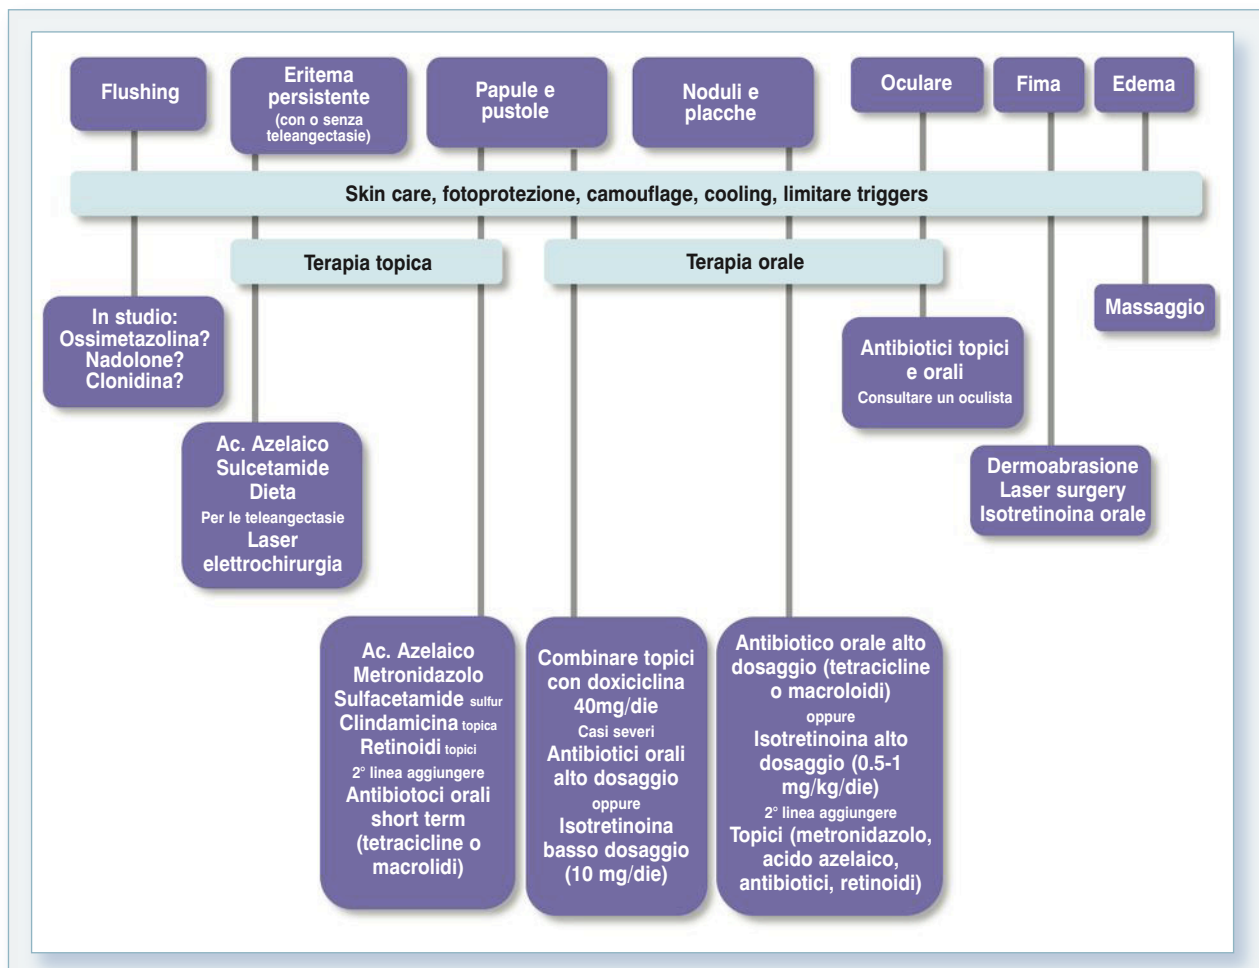 Flushing
Eritema
persistente
(con o senza
teleangectasie)
Papule e
pustole
Noduli e
placche
Oculare
Fima
Edema
Skin care, fotoprotezione, camouflage, cooling, limitare triggers
Terapia topica
Terapia orale
In studio:
Ossimetazolina?
Nadolone?
Clonidina?
Massaggio
Antibiotici topici
e orali
Consultare un oculista
Ac. Azelaico
Sulcetamide
Dieta
Per le teleangectasie
Laser
elettrochirurgia
Dermoabrasione
Laser surgery
Isotretinoina orale
Ac. Azelaico
Metronidazolo
Sulfacetamide sulfur
Clindamicina topica
Retinoidi topici
2° linea aggiungere
Antibiotoci orali
short term
(tetracicline o
macrolidi)
Combinare topici
con doxiciclina
40mg/die
Casi severi
Antibiotici orali
alto dosaggio
oppure
Isotretinoina
basso dosaggio
(10 mg/die)
Antibiotico orale alto
dosaggio (tetracicline
o macroloidi)
oppure
Isotretinoina alto
dosaggio (0.5-1
mg/kg/die)
2° linea aggiungere
Topici (metronidazolo,
acido azelaico,
antibiotici, retinoidi)